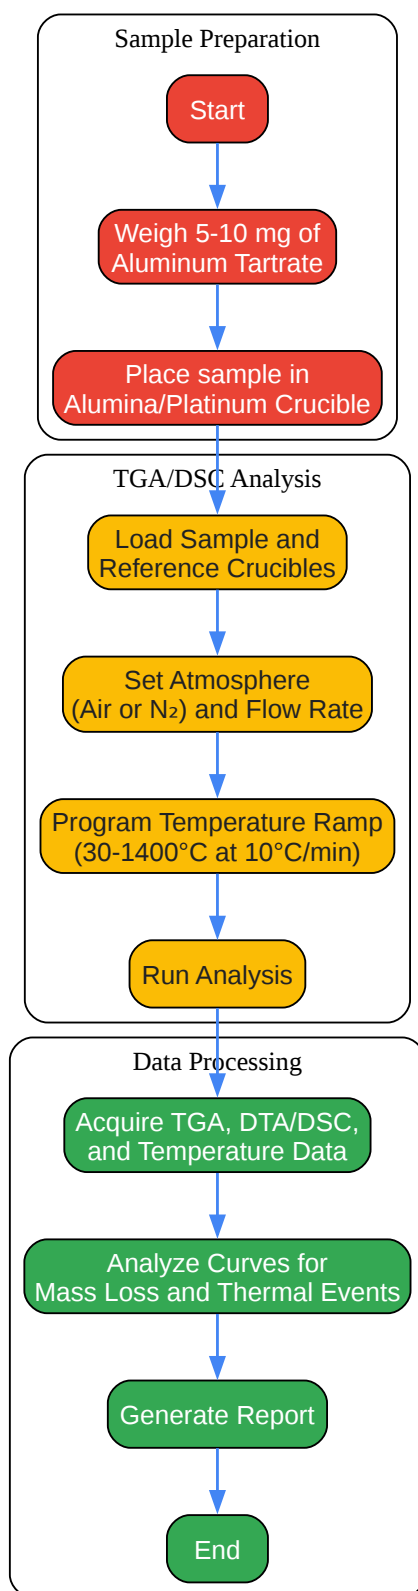 Sample Preparation
Start
Weigh 5-10 mg of
Aluminum Tartrate
Place sample in
Alumina/Platinum Crucible
TGA/DSC Analysis
Load Sample and
Reference Crucibles
Set Atmosphere
(Air or N₂) and Flow Rate
Program Temperature Ramp
(30-1400°C at 10°C/min)
Run Analysis
Data Processing
Acquire TGA, DTA/DSC,
and Temperature Data
Analyze Curves for
Mass Loss and Thermal Events
Generate Report
End